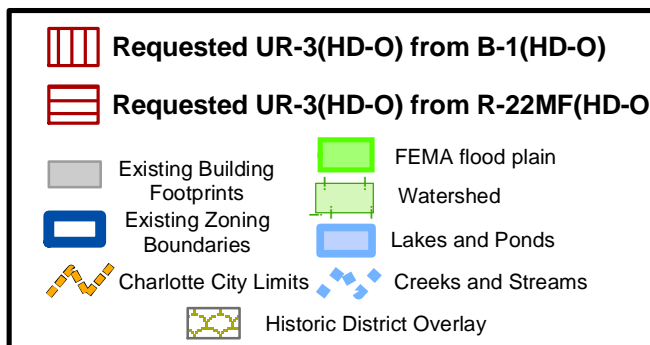 Requested UR-3(HD-O) from B-1(HD-O)
Requested UR-3(HD-O) from R-22MF(HD-O
Existing Building
Footprints
FEMA flood plain
Watershed
Existing Zoning
Boundaries
Lakes and Ponds
Charlotte City Limits
Creeks and Streams
Historic District Overlay